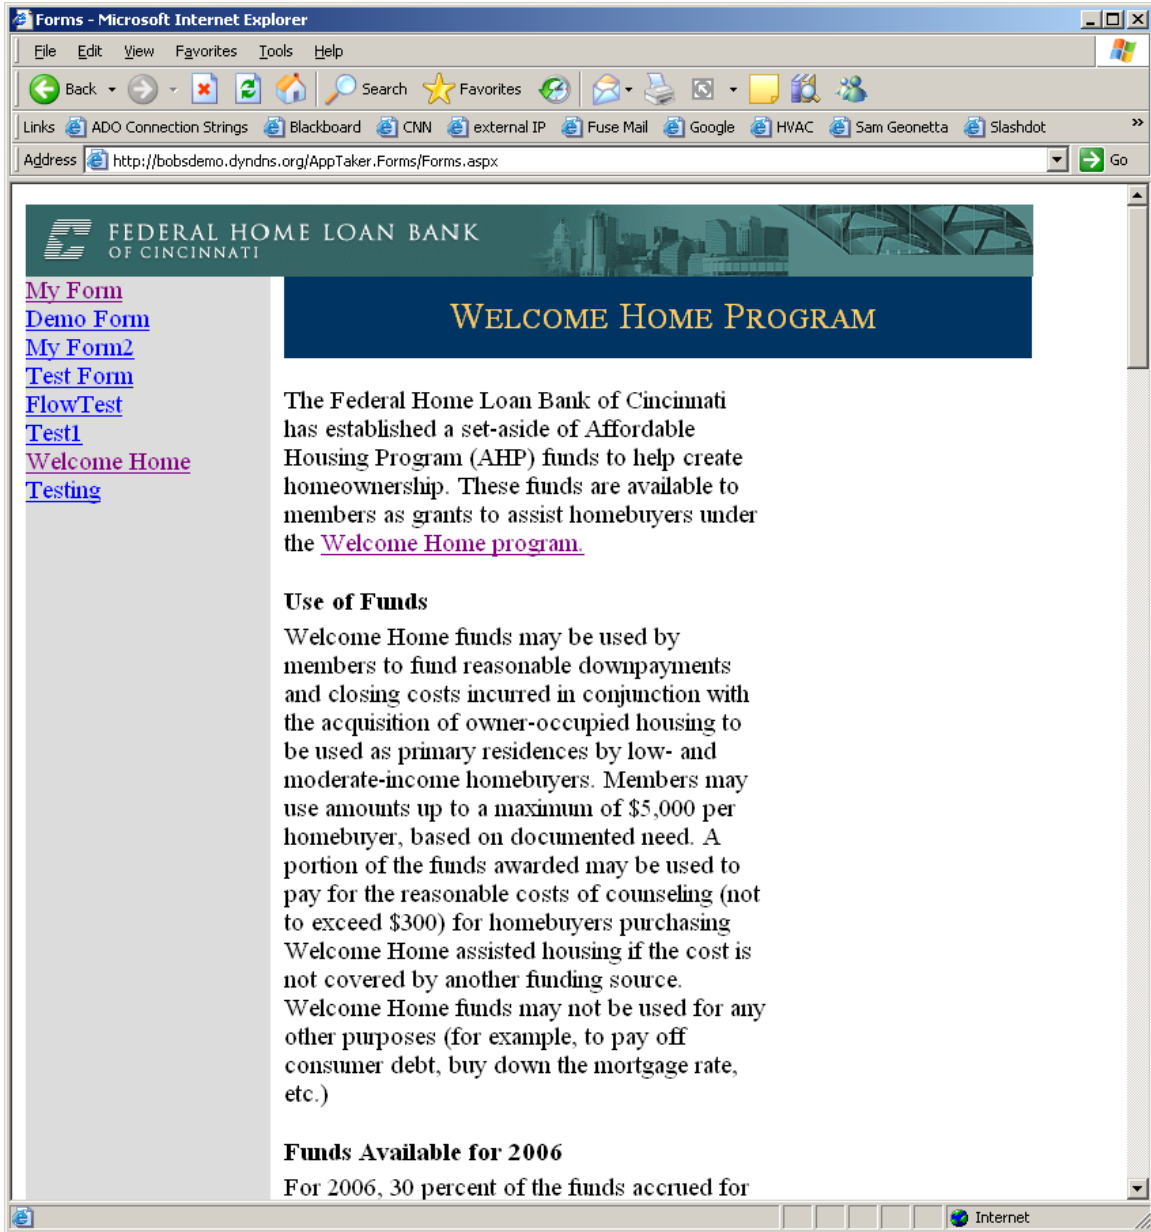 Forms - Microsoft Internet Explorer
File Edit View Favorites Tools Help
Back Search Favorites
Links ADO Connection Strings Blackboard CNN external IP Fuse Mail Google HVAC Sam Geonetta Slashdot »
Address http://bobsdemo.dyndns.org/AppTaker.Forms/Forms.aspx Go
FEDERAL HOME LOAN BANK
OF CINCINNATI
My Form
Demo Form
My Form2
Test Form
FlowTest
Test1
Welcome Home
Testing
WELCOME HOME PROGRAM
The Federal Home Loan Bank of Cincinnati
has established a set-aside of Affordable
Housing Program (AHP) funds to help create
homeownership. These funds are available to
members as grants to assist homebuyers under
the Welcome Home program.
Use of Funds
Welcome Home funds may be used by
members to fund reasonable downpayments
and closing costs incurred in conjunction with
the acquisition of owner-occupied housing to
be used as primary residences by low- and
moderate-income homebuyers. Members may
use amounts up to a maximum of $5,000 per
homebuyer, based on documented need. A
portion of the funds awarded may be used to
pay for the reasonable costs of counseling (not
to exceed $300) for homebuyers purchasing
Welcome Home assisted housing if the cost is
not covered by another funding source.
Welcome Home funds may not be used for any
other purposes (for example, to pay off
consumer debt, buy down the mortgage rate,
etc.)
Funds Available for 2006
For 2006, 30 percent of the funds accrued for
Internet